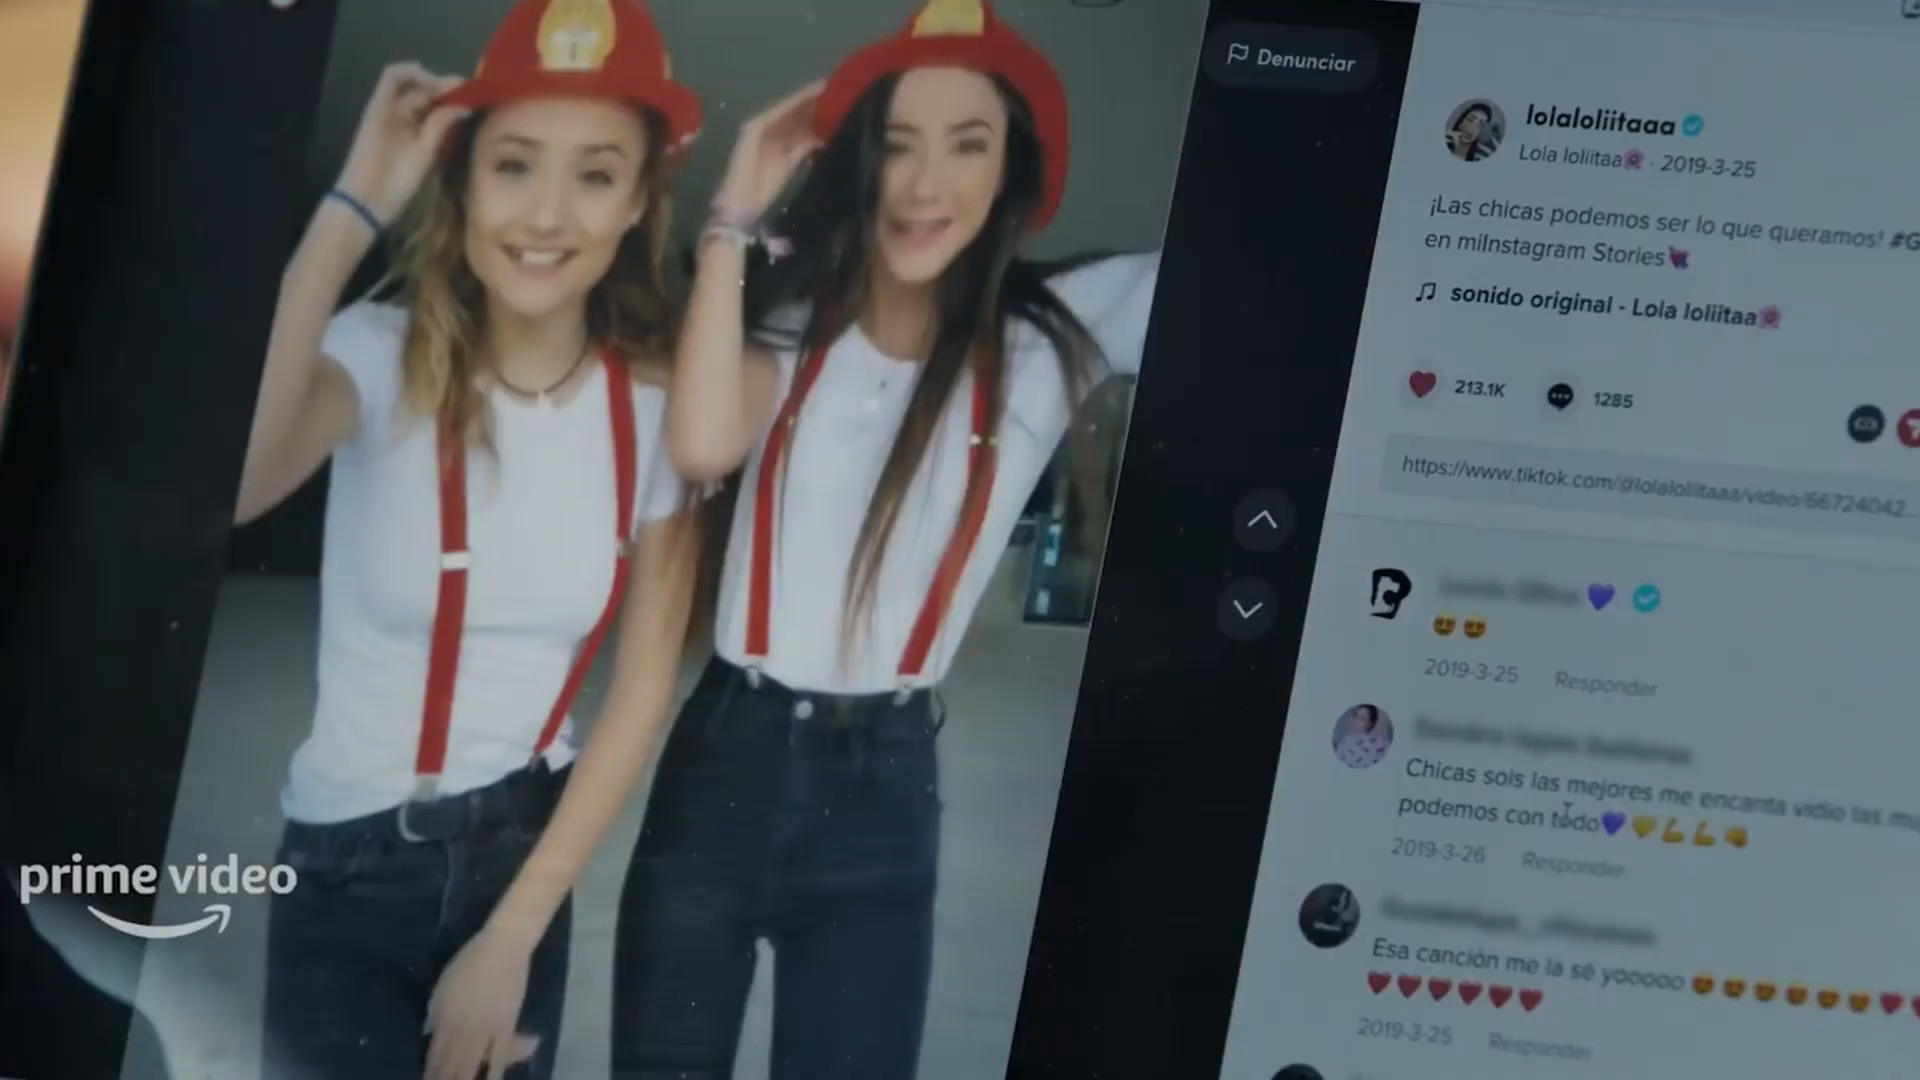 Denunciar
lolaloliitaaa
Lola loliitaa · 2019-3-25
¡Las chicas podemos ser lo que queramos! #G
en miInstagram Stories
sonido original - Lola loliitaa
213.1K 1285
https://www.tiktok.com/@lolaloliitaaa/video/66724042...
2019-3-25 Responder
Chicas sois las mejores me encanta vidio las mu
podemos con todo
2019-3-26 Responder
prime video
Esa canción me la sé yooooo
2019-3-25 Responder